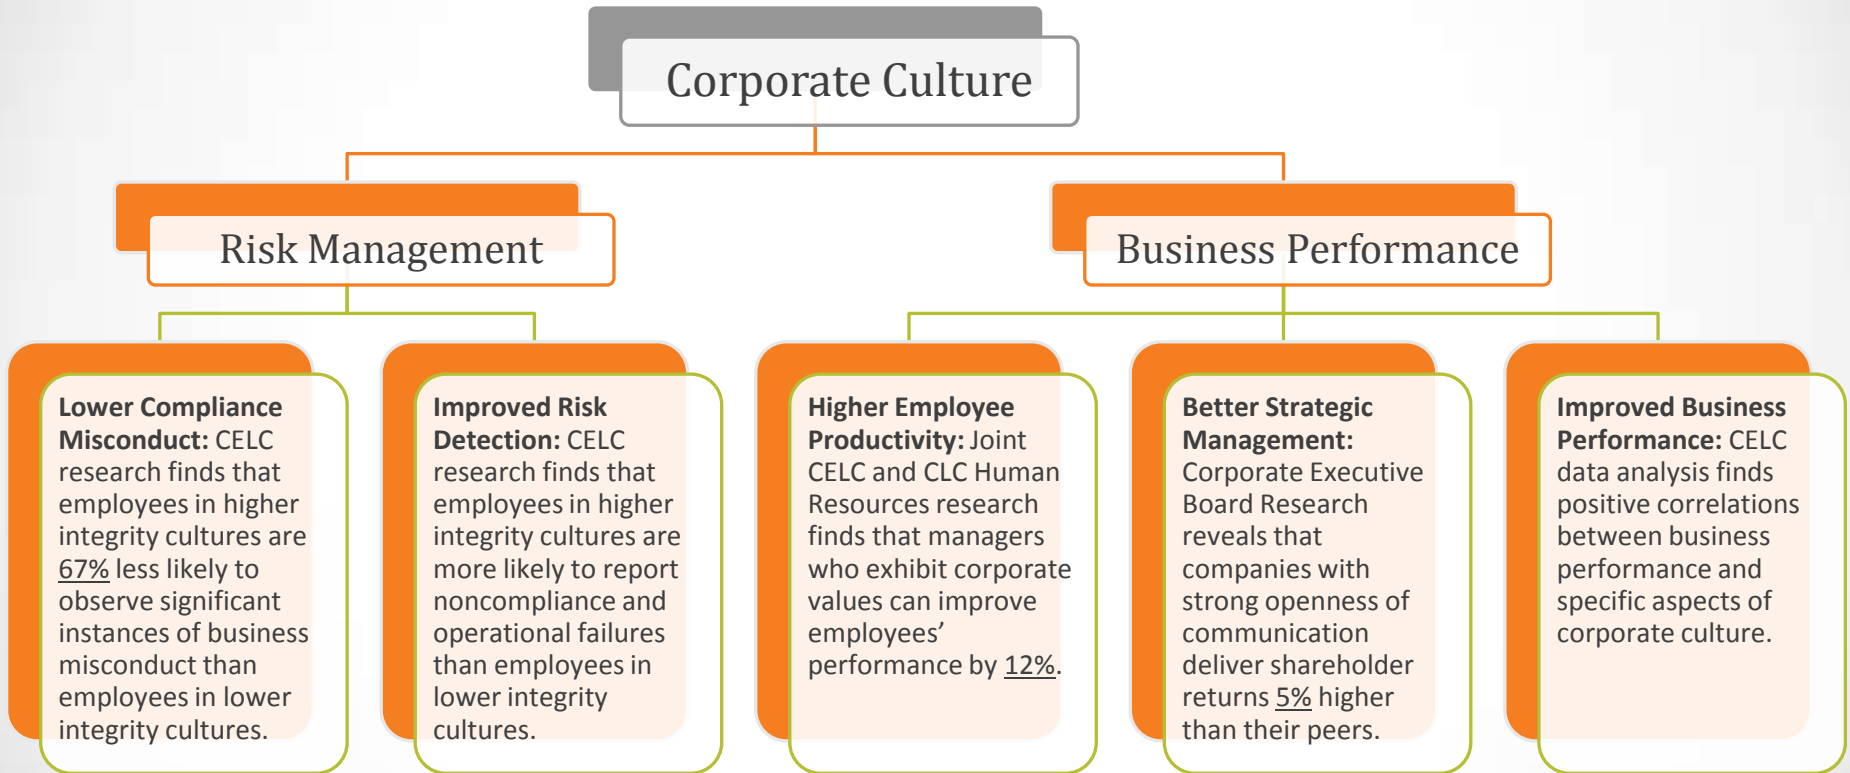 Corporate Culture
Risk Management
Business Performance
Lower Compliance
Misconduct: CELC
research finds that
employees in higher
integrity cultures are
67% less likely to
observe significant
instances of business
misconduct than
employees in lower
integrity cultures.
Improved Risk
Detection: CELC
research finds that
employees in higher
integrity cultures are
more likely to report
noncompliance and
operational failures
than employees in
lower integrity
cultures.
Higher Employee
Productivity: Joint
CELC and CLC Human
Resources research
finds that managers
who exhibit corporate
values can improve
employees’
performance by 12%.
Better Strategic
Management:
Corporate Executive
Board Research
reveals that
companies with
strong openness of
communication
deliver shareholder
returns 5% higher
than their peers.
Improved Business
Performance: CELC
data analysis finds
positive correlations
between business
performance and
specific aspects of
corporate culture.